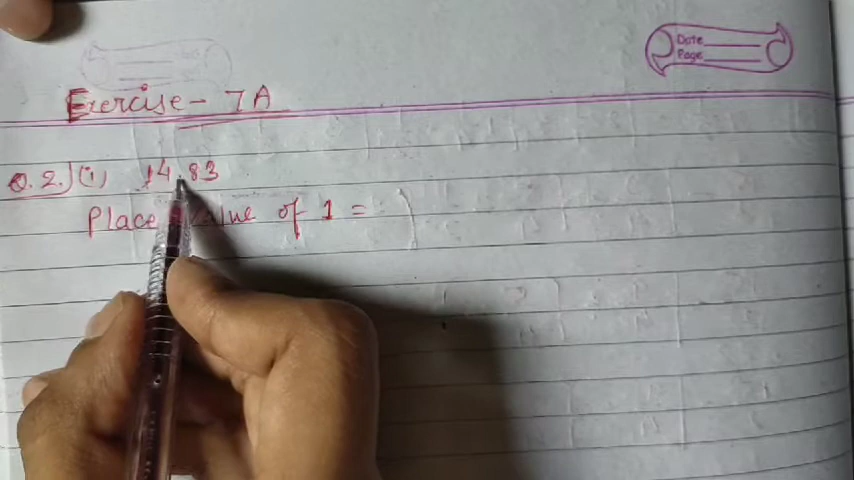 Date
Page
Exercise - 7A
Q.2.) (i) 14.83
Place value of 1 =